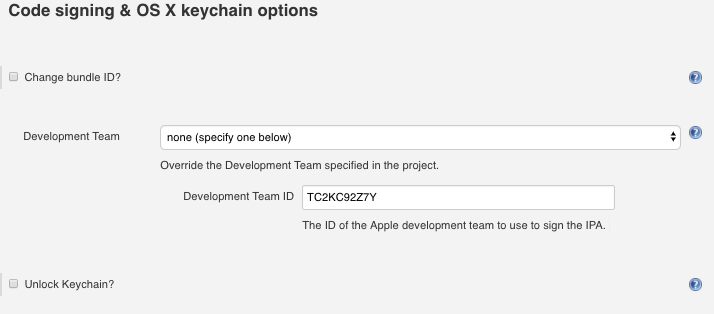 Code signing & OS X keychain options
Change bundle ID?
Development Team
none (specify one below)
Override the Development Team specified in the project.
Development Team ID
TC2KC92Z7Y
The ID of the Apple development team to use to sign the IPA.
Unlock Keychain?